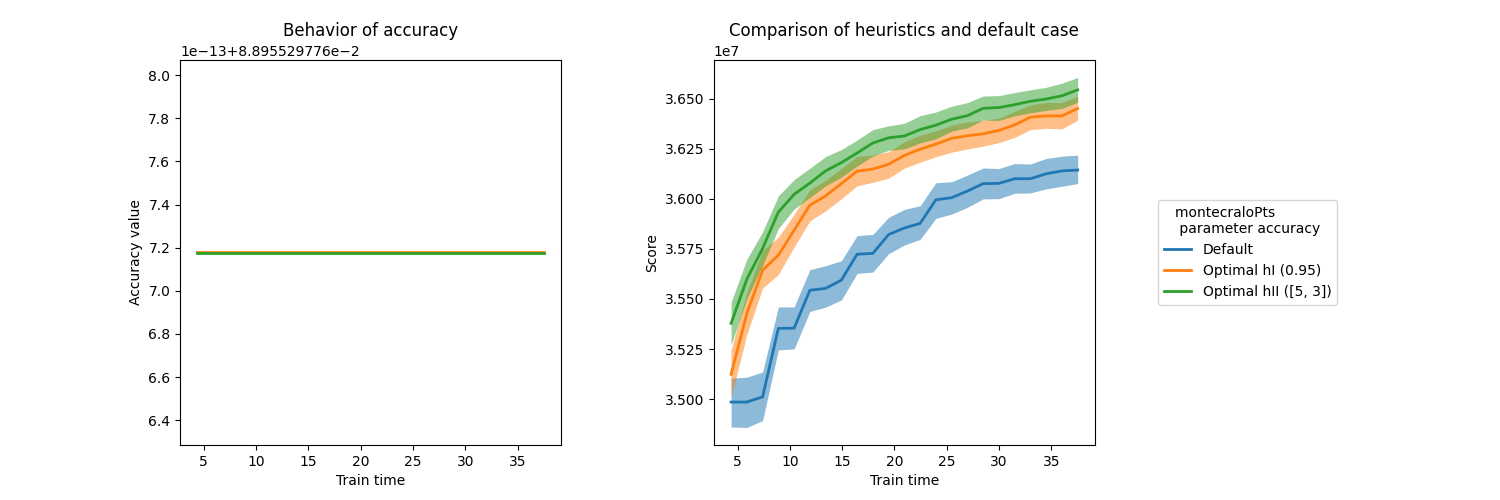 Behavior of accuracy
1e−13+8.895529776e−2
8.0
7.8
7.6
7.4
7.2
7.0
6.8
6.6
6.4
Accuracy value
5 10 15 20 25 30 35
Train time
Comparison of heuristics and default case
1e7
3.650
3.625
3.600
3.575
3.550
3.525
3.500
Score
5 10 15 20 25 30 35
Train time
montecraloPts
parameter accuracy
Default
Optimal hI (0.95)
Optimal hII ([5, 3])